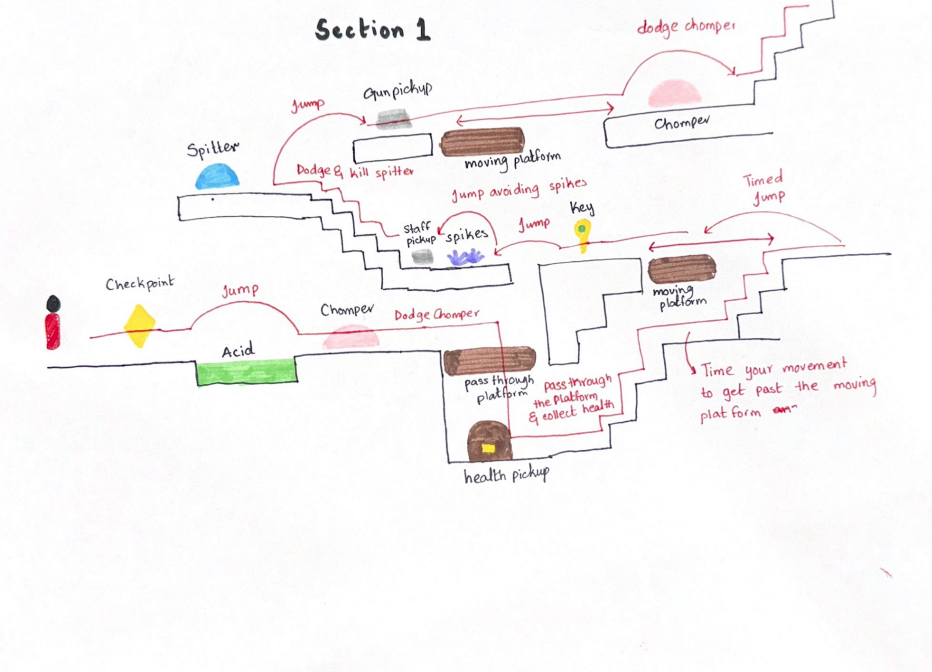 Section 1
dodge chomper
Gun pickup
Jump
Chomper
moving platform
Spitter
Dodge & kill spitter
Jump avoiding spikes
Timed
Jump
Key
Staff
pickup
spikes
Jump
moving
platform
Checkpoint
Jump
Chomper
Dodge Chomper
Acid
pass through
platform
pass through
the platform
& collect health
Time your movement
to get past the moving
platform
health pickup